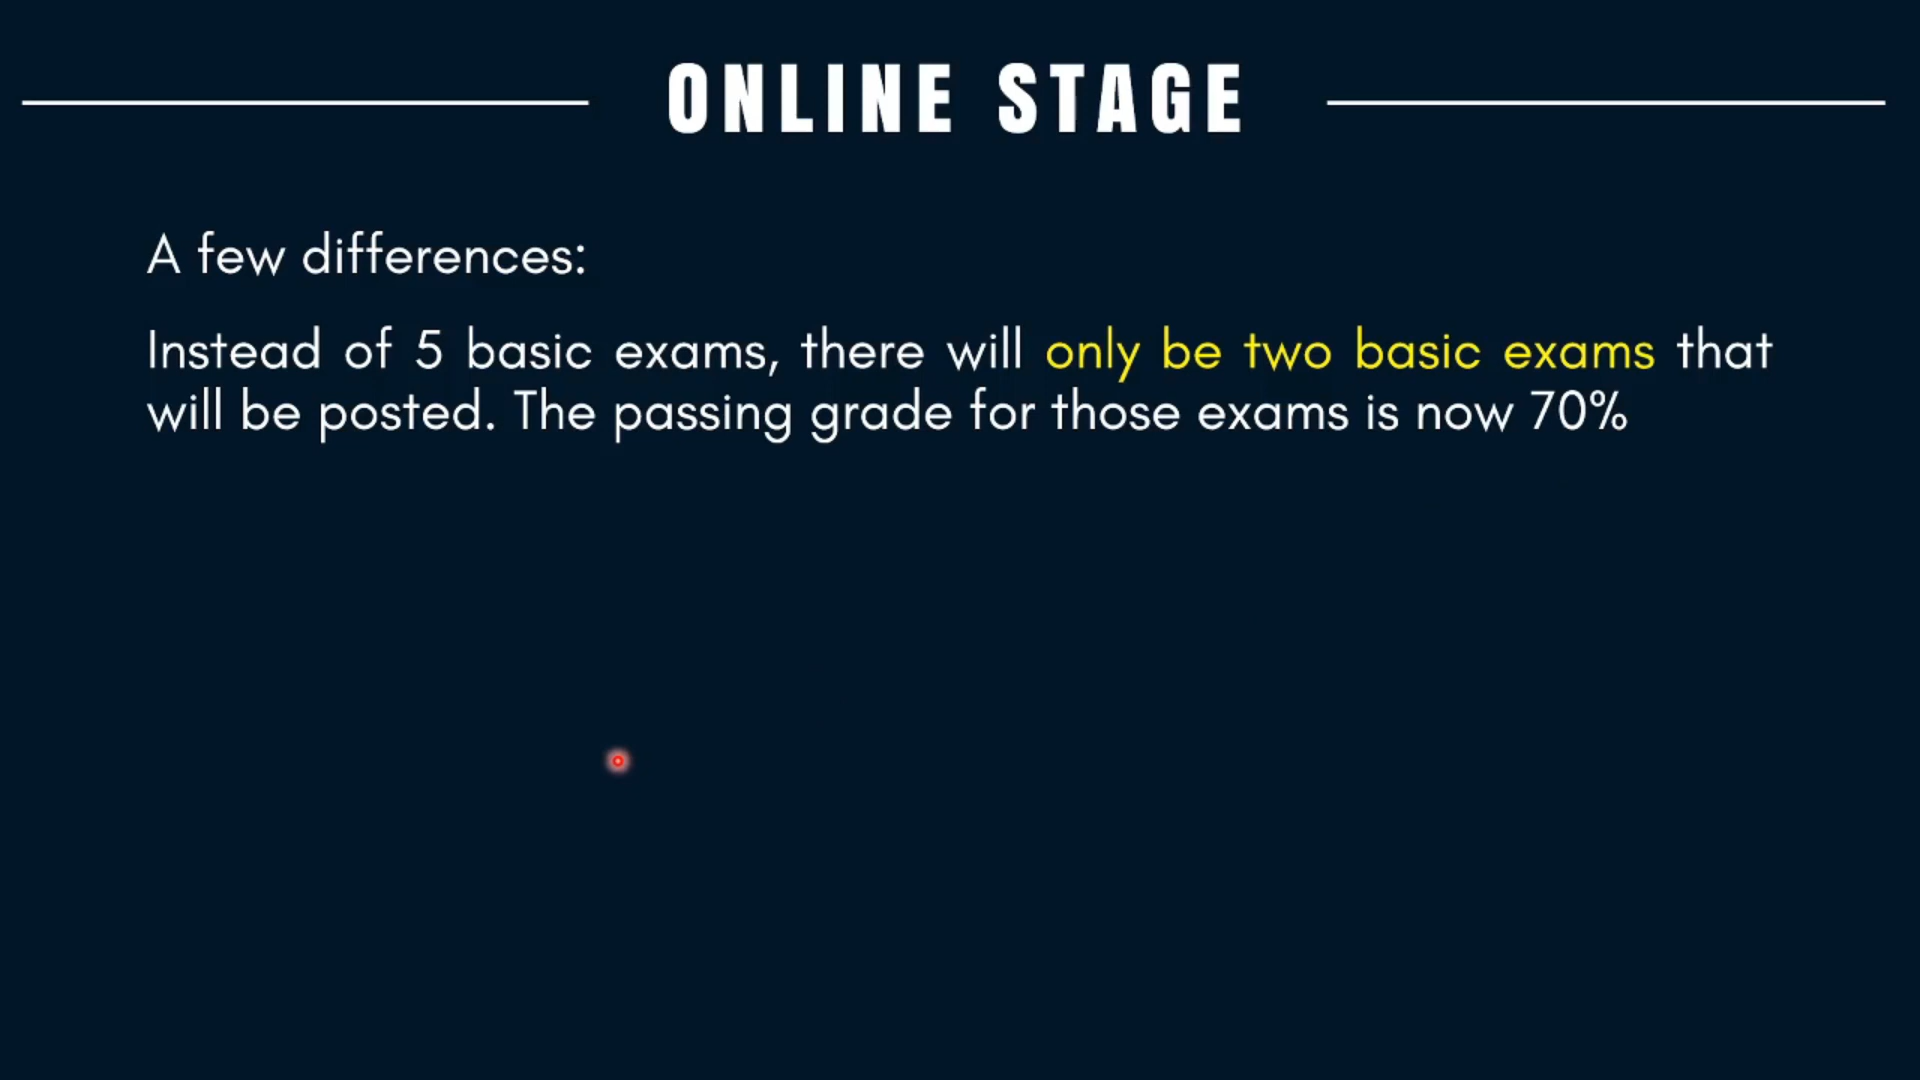 ONLINE STAGE
A few differences:
Instead of 5 basic exams, there will only be two basic exams that
will be posted. The passing grade for those exams is now 70%